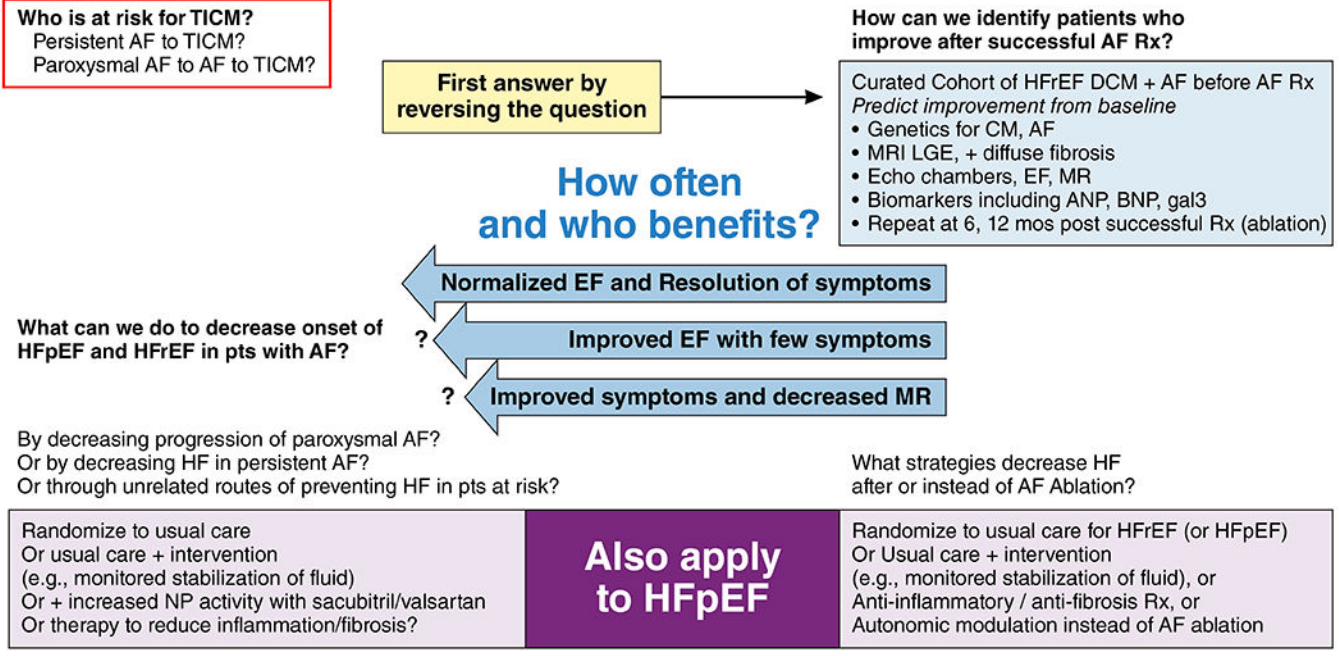 Who is at risk for TICM?
Persistent AF to TICM?
Paroxysmal AF to AF to TICM?
First answer by
reversing the question
How can we identify patients who
improve after successful AF Rx?
Curated Cohort of HFrEF DCM + AF before AF Rx
Predict improvement from baseline
• Genetics for CM, AF
• MRI LGE, + diffuse fibrosis
• Echo chambers, EF, MR
• Biomarkers including ANP, BNP, gal3
• Repeat at 6, 12 mos post successful Rx (ablation)
How often
and who benefits?
Normalized EF and Resolution of symptoms
? Improved EF with few symptoms
? Improved symptoms and decreased MR
What can we do to decrease onset of
HFpEF and HFrEF in pts with AF?
By decreasing progression of paroxysmal AF?
Or by decreasing HF in persistent AF?
Or through unrelated routes of preventing HF in pts at risk?
Randomize to usual care
Or usual care + intervention
(e.g., monitored stabilization of fluid)
Or + increased NP activity with sacubitril/valsartan
Or therapy to reduce inflammation/fibrosis?
Also apply
to HFpEF
What strategies decrease HF
after or instead of AF Ablation?
Randomize to usual care for HFrEF (or HFpEF)
Or Usual care + intervention
(e.g., monitored stabilization of fluid), or
Anti-inflammatory / anti-fibrosis Rx, or
Autonomic modulation instead of AF ablation